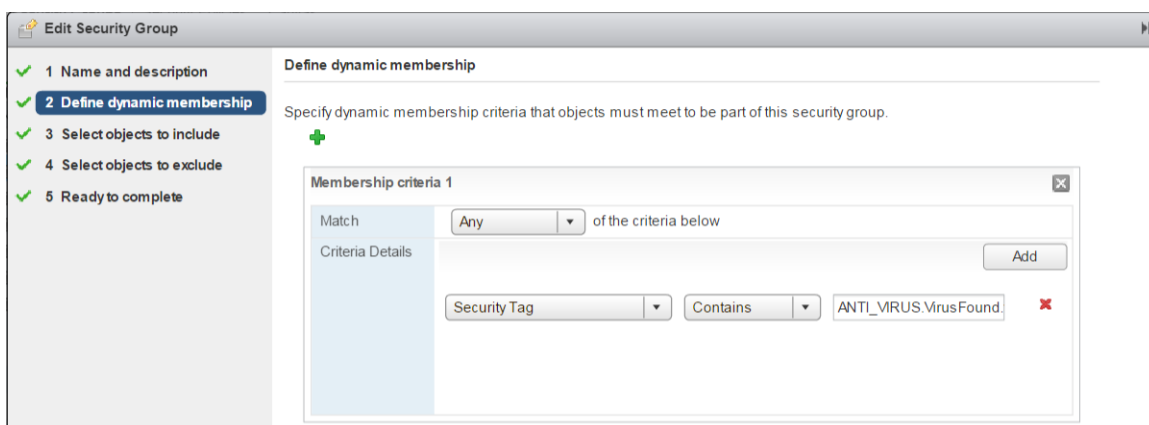 Edit Security Group
1 Name and description
2 Define dynamic membership
3 Select objects to include
4 Select objects to exclude
5 Ready to complete
Define dynamic membership
Specify dynamic membership criteria that objects must meet to be part of this security group.
Membership criteria 1
Match Any of the criteria below
Criteria Details
Add
Security Tag Contains ANTI_VIRUS.VirusFound.